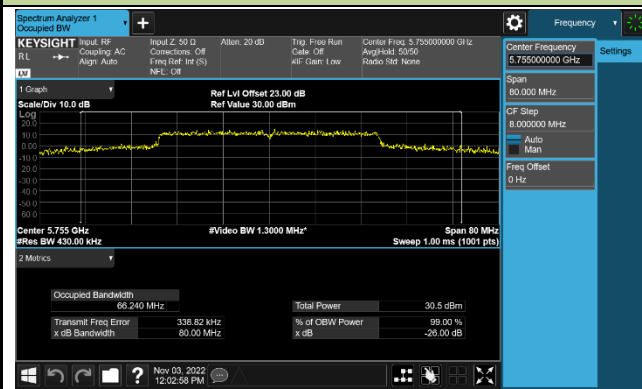 Spectrum Analyzer 1
Occupied BW
Frequency
KEYSIGHT
RL
Align: Auto
LXI
Input: RF
Coupling: AC
Input Z: 50 Ω
Corrections: Off
Freq Ref: Int (S)
NFE: Off
Atten: 20 dB
Trig: Free Run
Gate: Off
#IF Gain: Low
Center Freq: 5.755000000 GHz
Avg|Hold: 50/50
Radio Std: None
Center Frequency
5.755000000 GHz
Settings
Span
80.000 MHz
CF Step
8.000000 MHz
Auto
Man
Freq Offset
0 Hz
1 Graph
Scale/Div 10.0 dB
Ref Lvl Offset 23.00 dB
Ref Value 30.00 dBm
Log
20.0
10.0
0.00
-10.0
-20.0
-30.0
-40.0
-50.0
-60.0
Center 5.755 GHz
#Res BW 430.00 kHz
#Video BW 1.3000 MHz*
Span 80 MHz
Sweep 1.00 ms (1001 pts)
2 Metrics
Occupied Bandwidth
66.240 MHz
Total Power 30.5 dBm
Transmit Freq Error 338.82 kHz
% of OBW Power 99.00 %
x dB Bandwidth 80.00 MHz
x dB -26.00 dB
?
Nov 03, 2022
12:02:58 PM